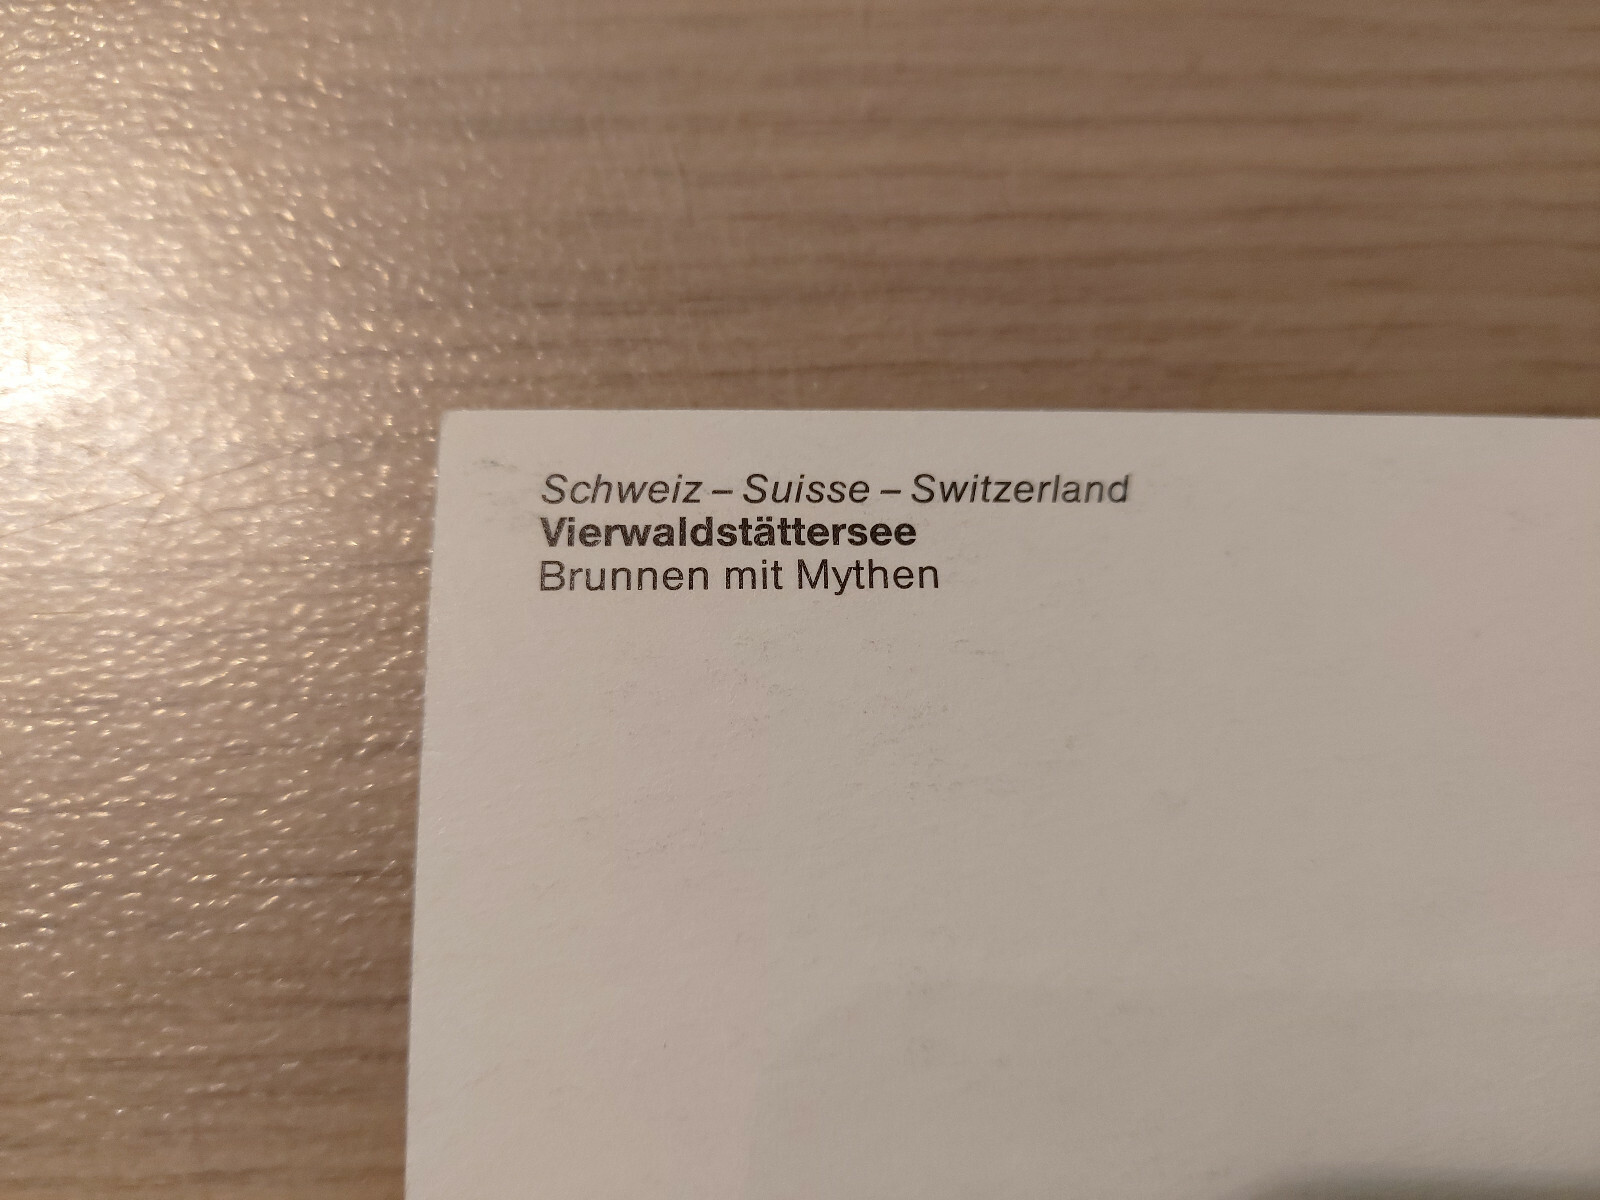 Schweiz – Suisse – Switzerland
Vierwaldstättersee
Brunnen mit Mythen